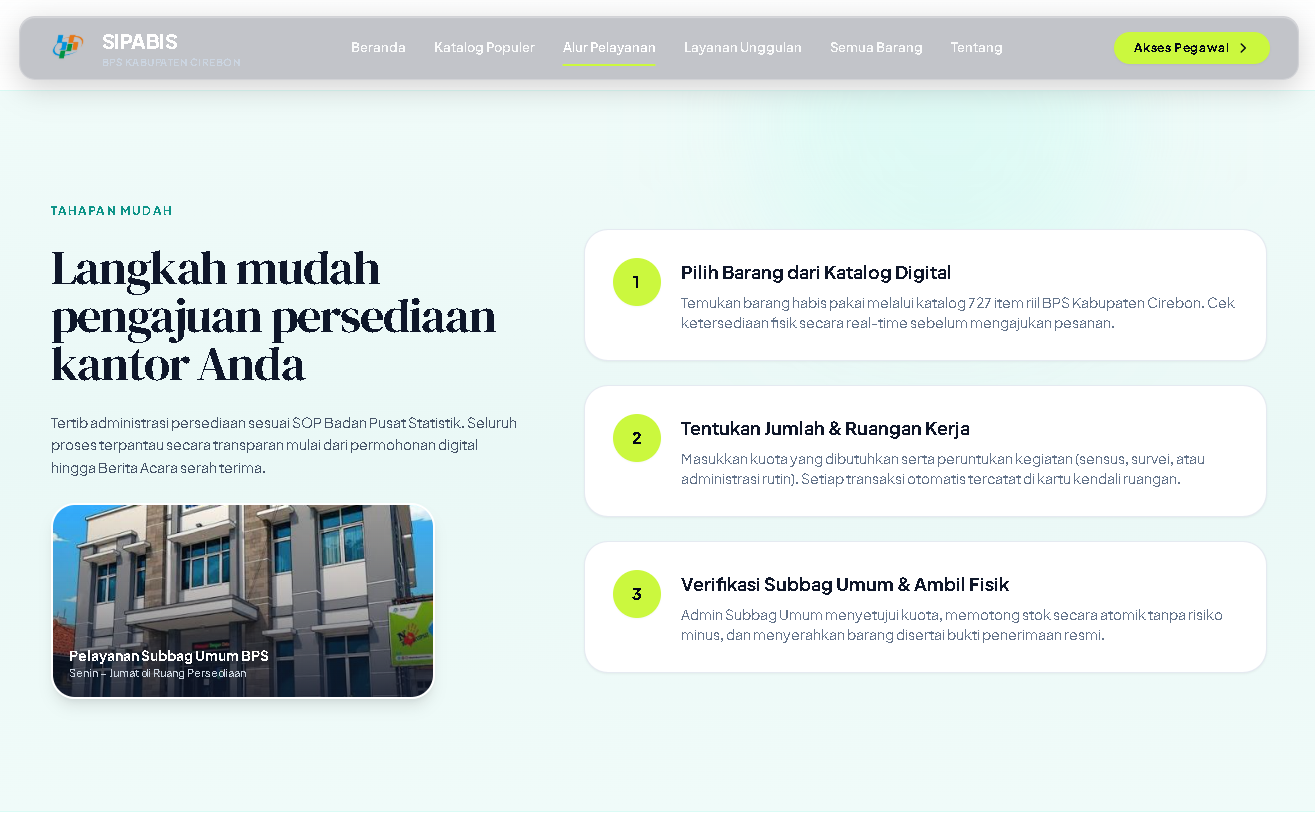 SIPABIS
BPS KABUPATEN CIREBON
Beranda
Katalog Populer
Alur Pelayanan
Layanan Unggulan
Semua Barang
Tentang
Akses Pegawai
TAHAPAN MUDAH
Langkah mudah
pengajuan persediaan
kantor Anda
Tertib administrasi persediaan sesuai SOP Badan Pusat Statistik. Seluruh
proses terpantau secara transparan mulai dari permohonan digital
hingga Berita Acara serah terima.
Pelayanan Subbag Umum BPS
Senin – Jumat di Ruang Persediaan
1
Pilih Barang dari Katalog Digital
Temukan barang habis pakai melalui katalog 727 item riil BPS Kabupaten Cirebon. Cek
ketersediaan fisik secara real-time sebelum mengajukan pesanan.
2
Tentukan Jumlah & Ruangan Kerja
Masukkan kuota yang dibutuhkan serta peruntukan kegiatan (sensus, survei, atau
administrasi rutin). Setiap transaksi otomatis tercatat di kartu kendali ruangan.
3
Verifikasi Subbag Umum & Ambil Fisik
Admin Subbag Umum menyetujui kuota, memotong stok secara atomik tanpa risiko
minus, dan menyerahkan barang disertai bukti penerimaan resmi.